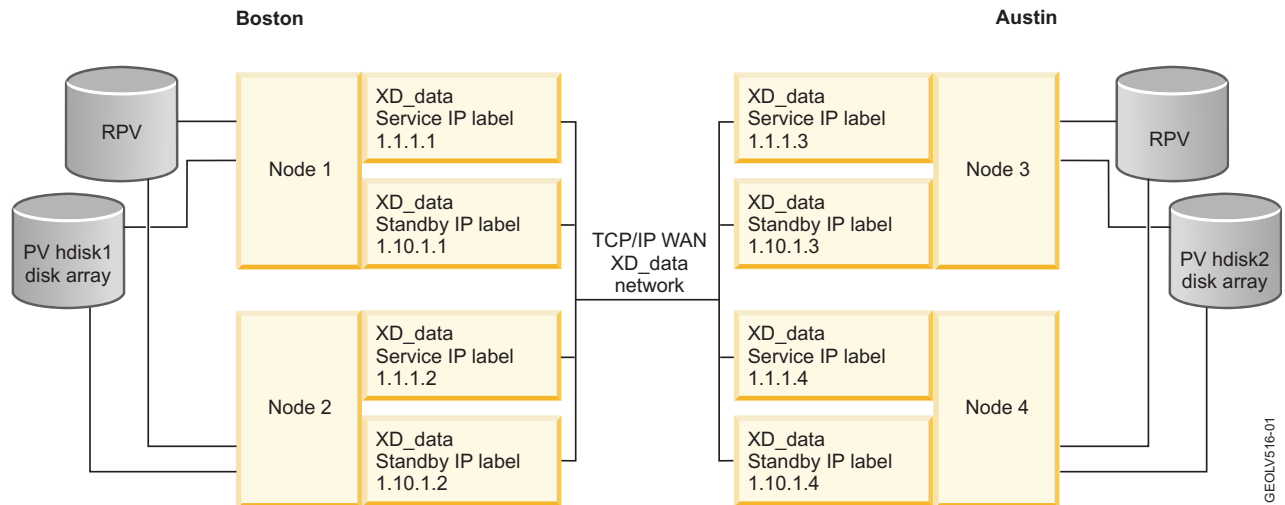 Boston
Austin
RPV
PV hdisk1
disk array
Node 1
XD_data
Service IP label
1.1.1.1
XD_data
Standby IP label
1.10.1.1
Node 2
XD_data
Service IP label
1.1.1.2
XD_data
Standby IP label
1.10.1.2
TCP/IP WAN
XD_data
network
XD_data
Service IP label
1.1.1.3
XD_data
Standby IP label
1.10.1.3
Node 3
XD_data
Service IP label
1.1.1.4
XD_data
Standby IP label
1.10.1.4
Node 4
RPV
PV hdisk2
disk array
GEOLV516-01